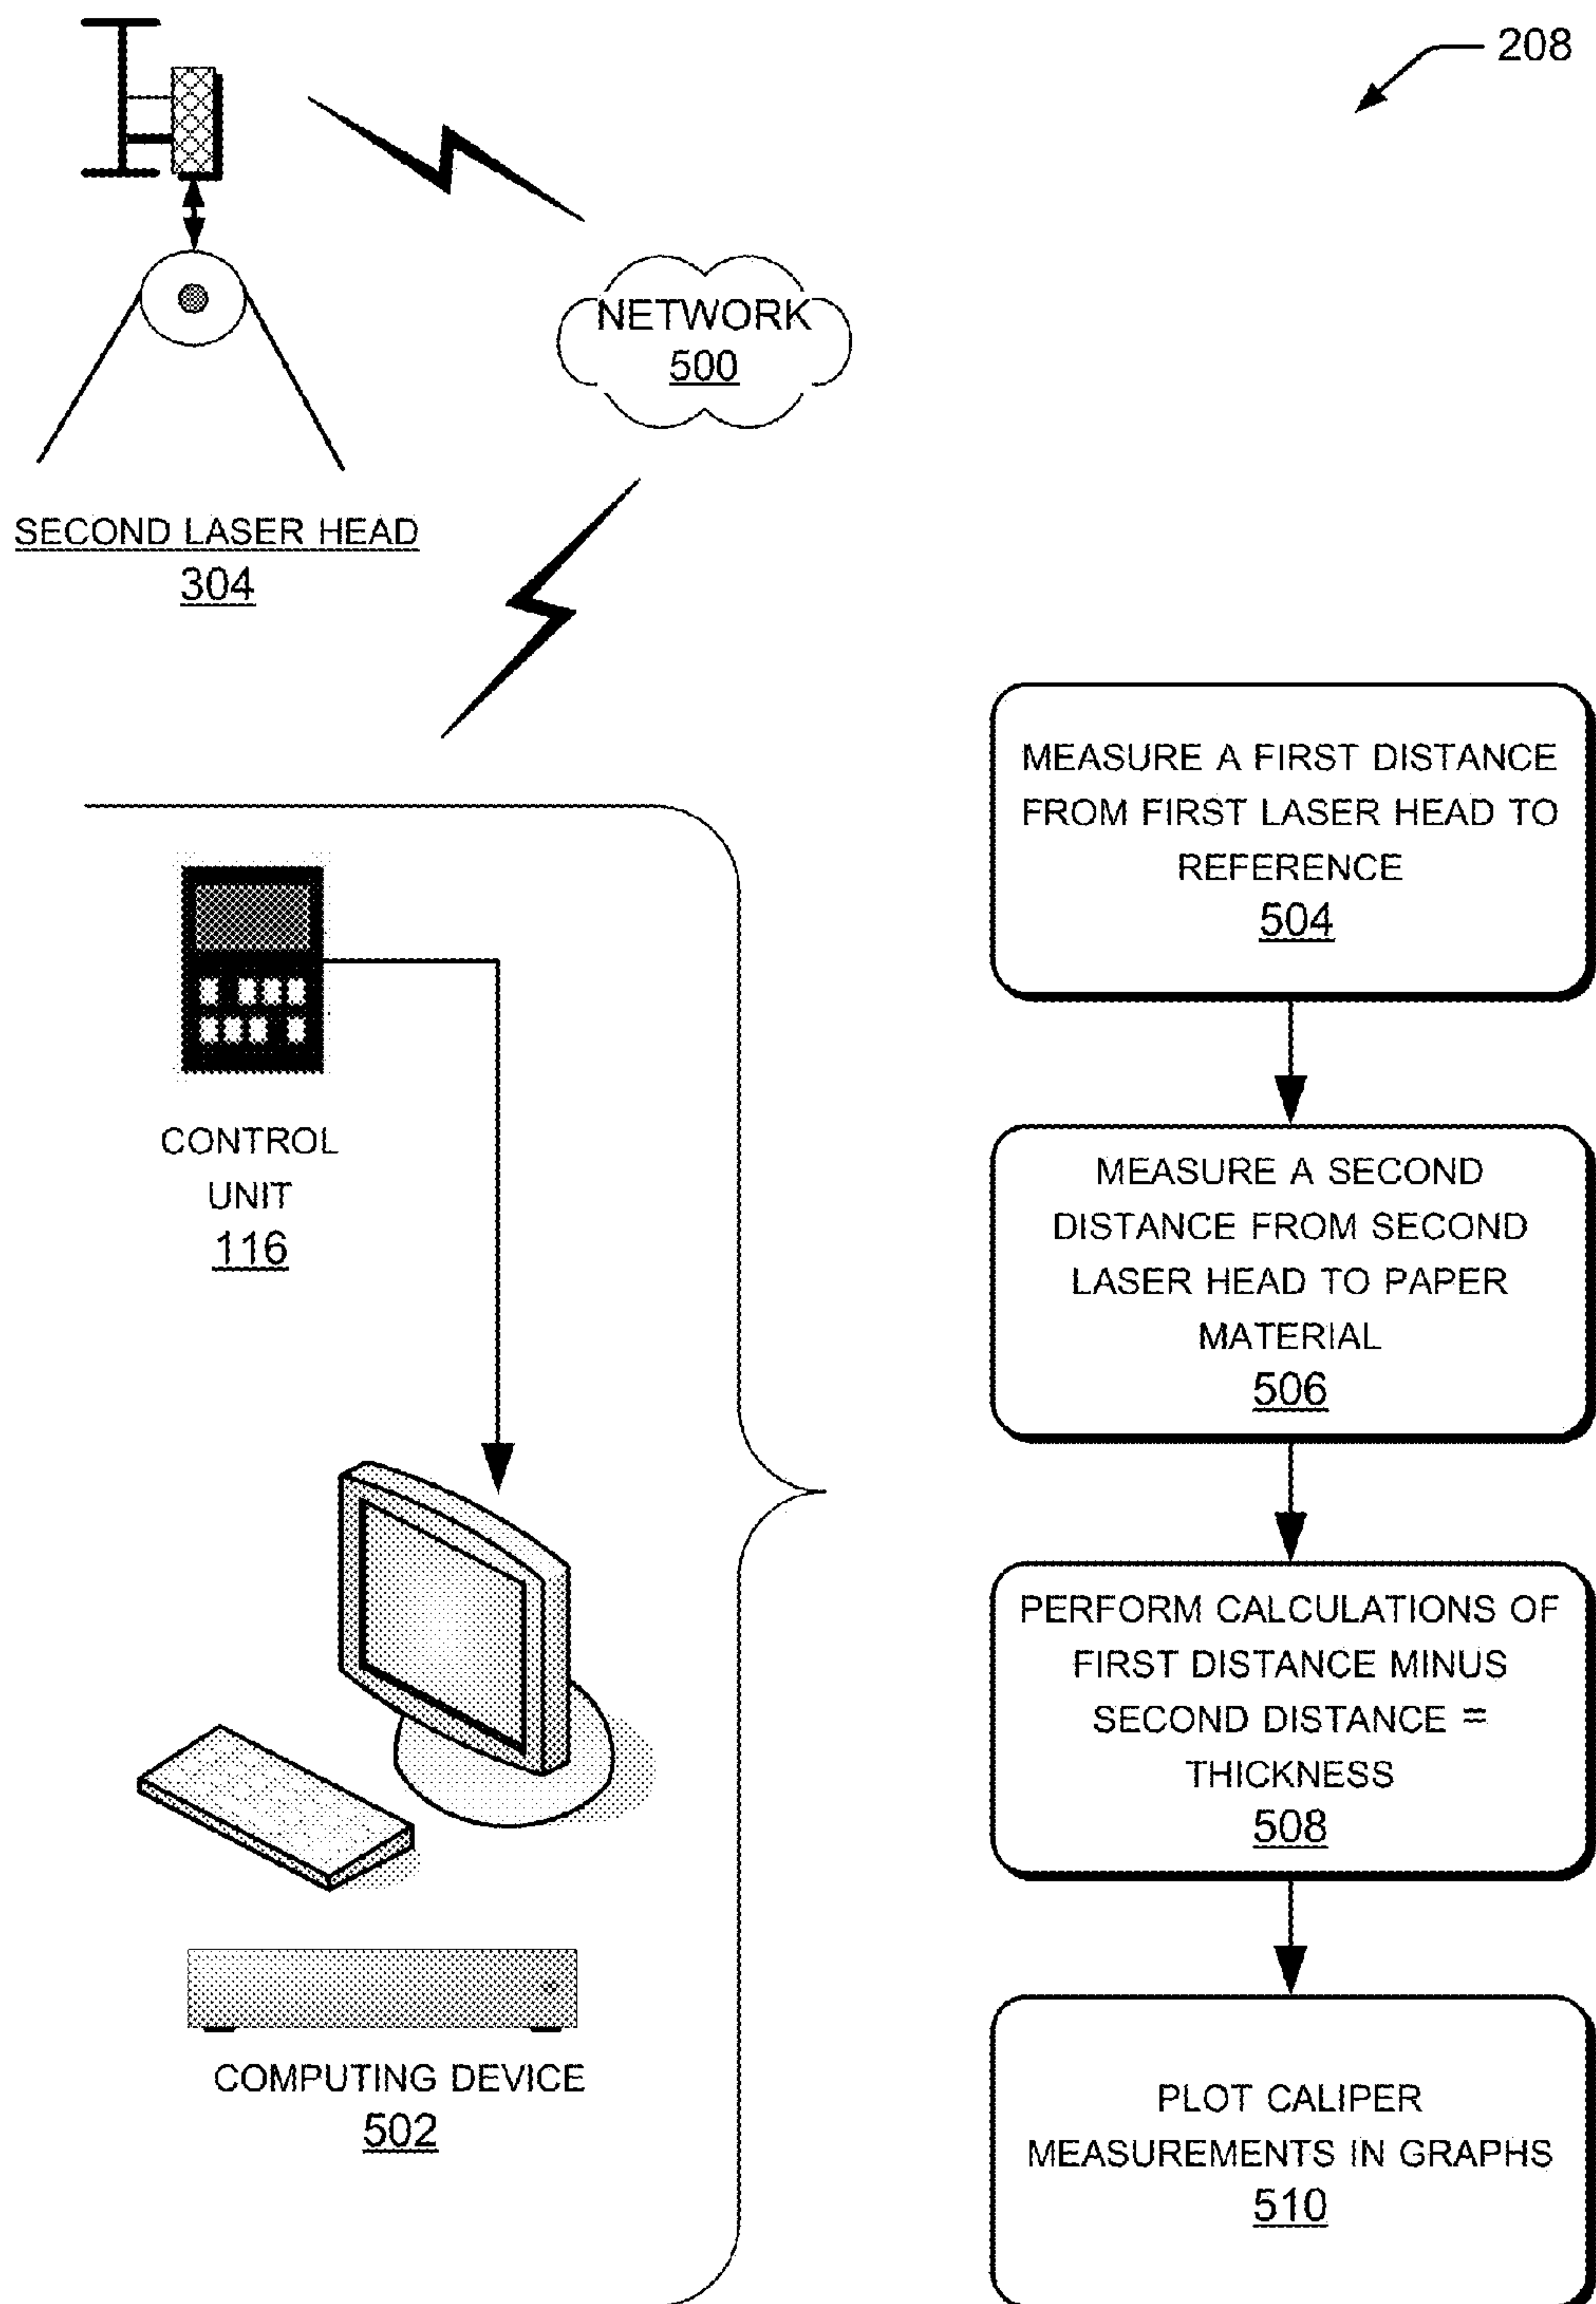 208
NETWORK
500
SECOND LASER HEAD
304
CONTROL
UNIT
116
COMPUTING DEVICE
502
MEASURE A FIRST DISTANCE
FROM FIRST LASER HEAD TO
REFERENCE
504
MEASURE A SECOND
DISTANCE FROM SECOND
LASER HEAD TO PAPER
MATERIAL
506
PERFORM CALCULATIONS OF
FIRST DISTANCE MINUS
SECOND DISTANCE =
THICKNESS
508
PLOT CALIPER
MEASUREMENTS IN GRAPHS
510